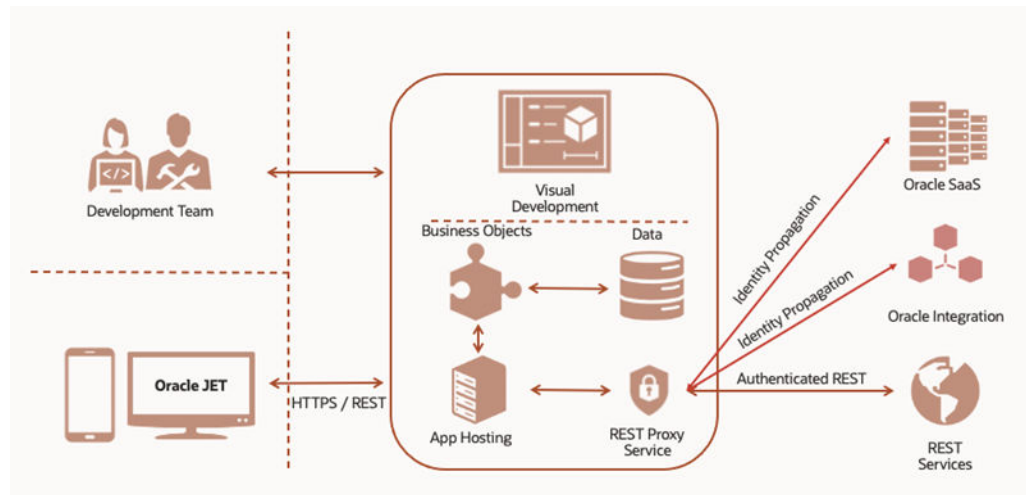 </>
Development Team
Oracle JET
HTTPS / REST
Visual
Development
Business Objects
Data
App Hosting
REST Proxy
Service
Identity Propagation
Identity Propagation
Authenticated REST
Oracle SaaS
Oracle Integration
REST
Services